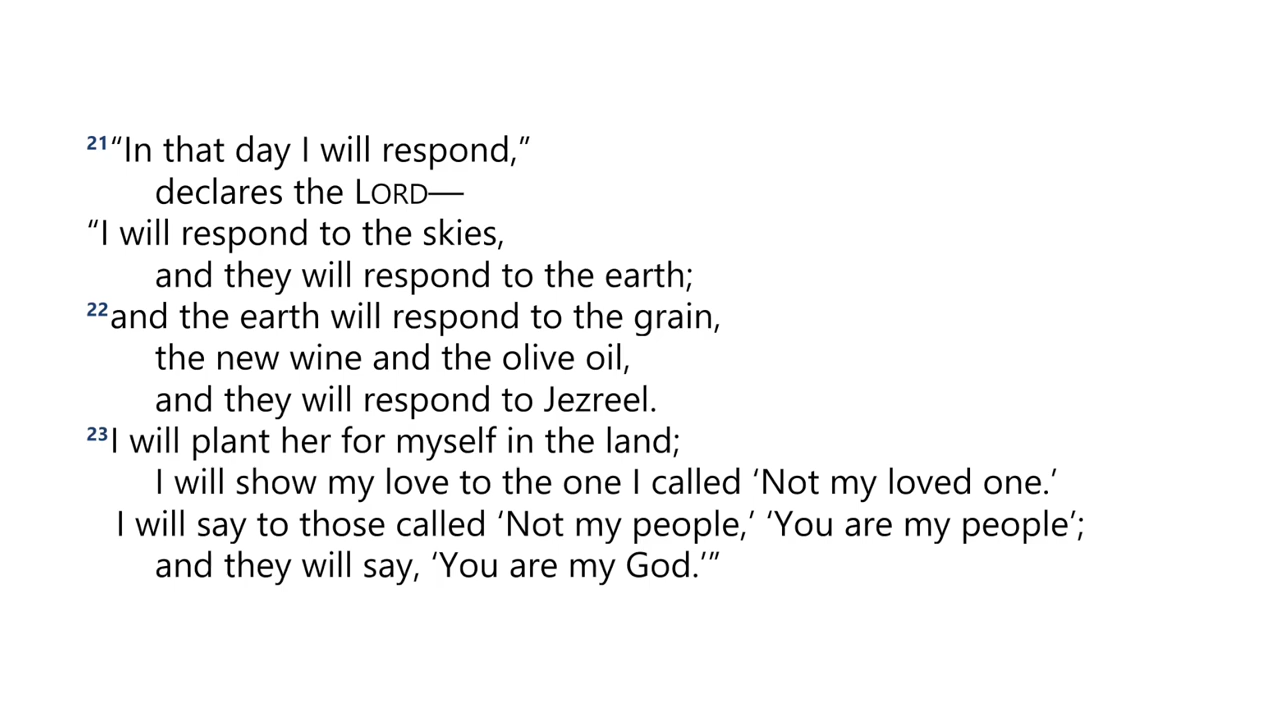 21“In that day I will respond,”
declares the LORD—
“I will respond to the skies,
and they will respond to the earth;
22and the earth will respond to the grain,
the new wine and the olive oil,
and they will respond to Jezreel.
23I will plant her for myself in the land;
I will show my love to the one I called ‘Not my loved one.’
I will say to those called ‘Not my people,’ ‘You are my people’;
and they will say, ‘You are my God.’”